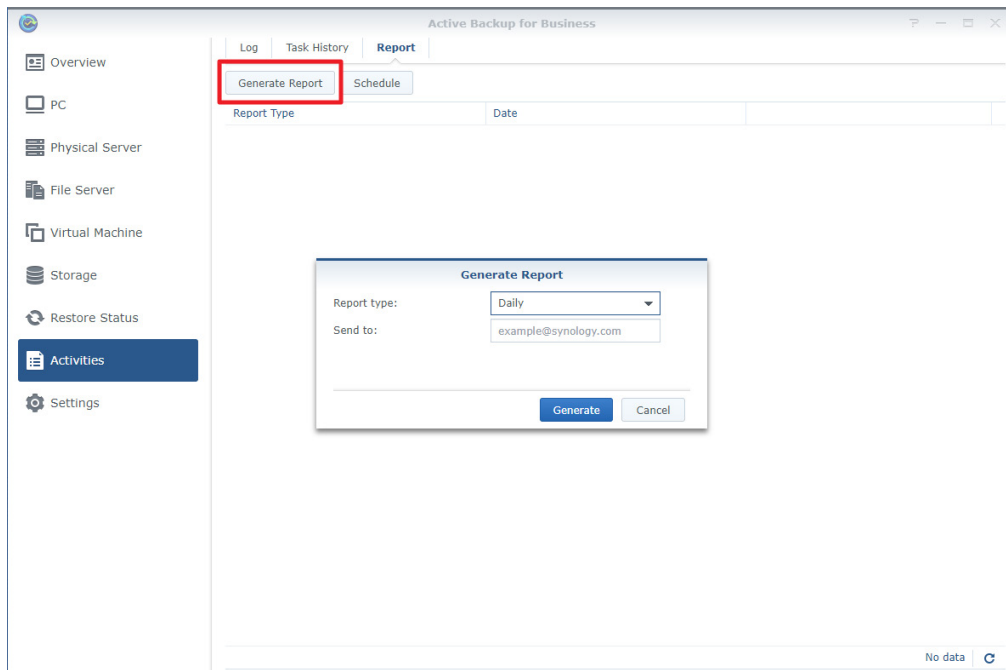 Active Backup for Business
Overview
PC
Physical Server
File Server
Virtual Machine
Storage
Restore Status
Activities
Settings
Log Task History Report
Generate Report Schedule
Report Type Date
Generate Report
Report type: Daily
Send to: example@synology.com
Generate Cancel
No data